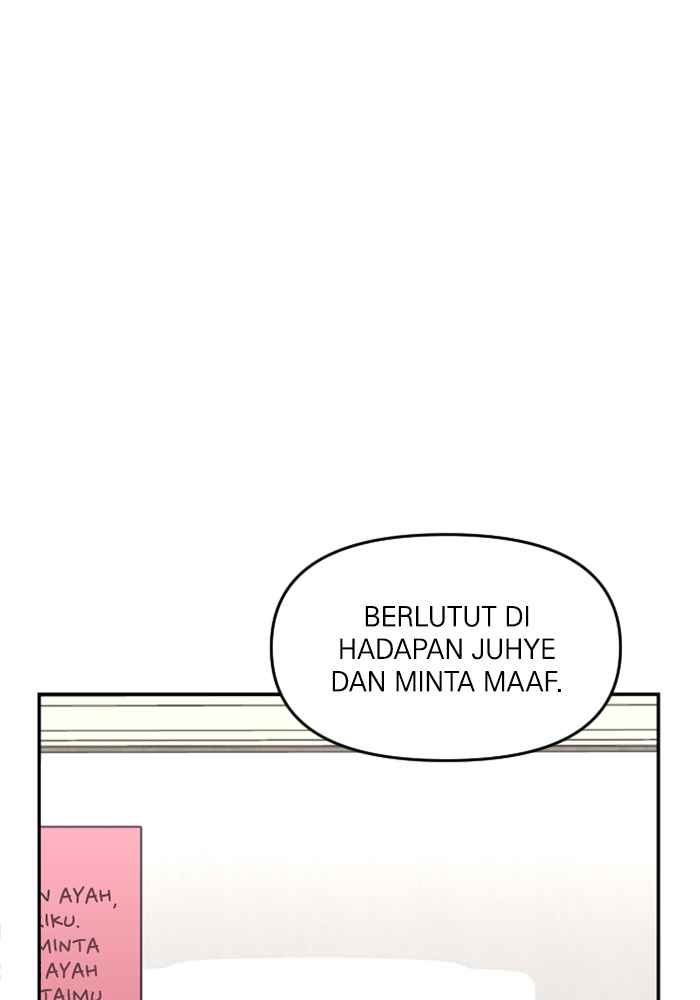 BERLUTUT DI
HADAPAN JUHYE
DAN MINTA MAAF.
AYAH,
MINTA
AYAH